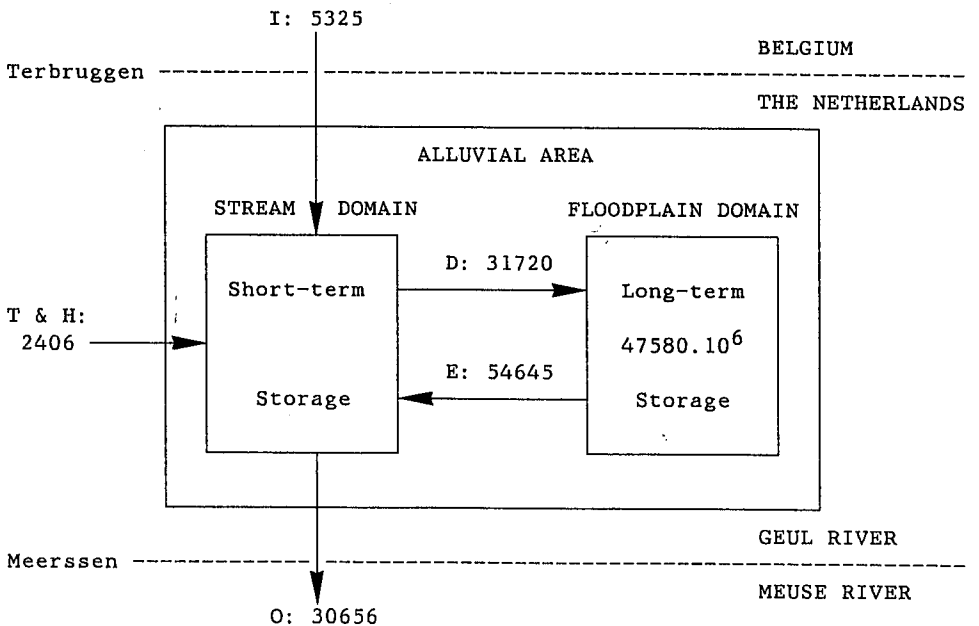 I: 5325
BELGIUM
Terbruggen
THE NETHERLANDS
ALLUVIAL AREA
STREAM DOMAIN
FLOODPLAIN DOMAIN
D: 31720
Short-term
Long-term
T & H:
2406
47580.10⁶
E: 54645
Storage
Storage
GEUL RIVER
Meerssen
MEUSE RIVER
O: 30656